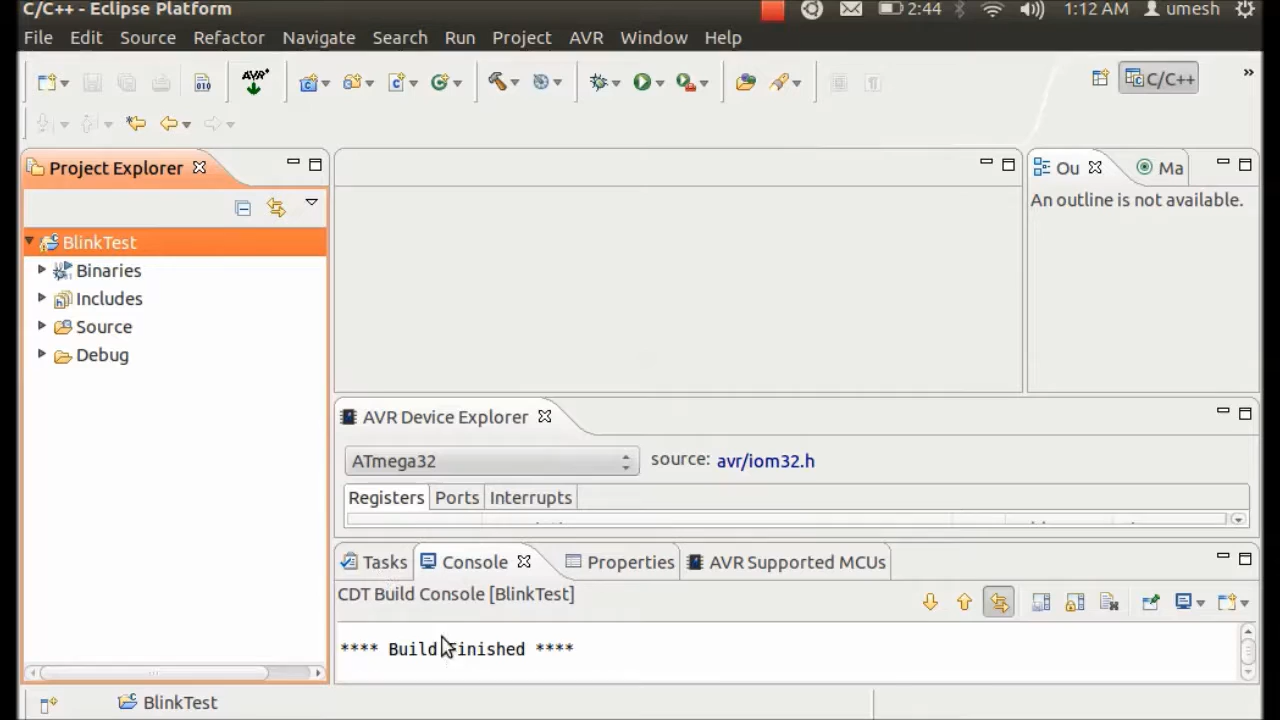 C/C++ - Eclipse Platform
2:44
1:12 AM
umesh
File Edit Source Refactor Navigate Search Run Project AVR Window Help
010
AVR
C/C++
Project Explorer
Ou
Ma
An outline is not available.
BlinkTest
Binaries
Includes
Source
Debug
AVR Device Explorer
ATmega32
source: avr/iom32.h
Registers Ports Interrupts
Tasks Console Properties AVR Supported MCUs
CDT Build Console [BlinkTest]
**** Build Finished ****
BlinkTest